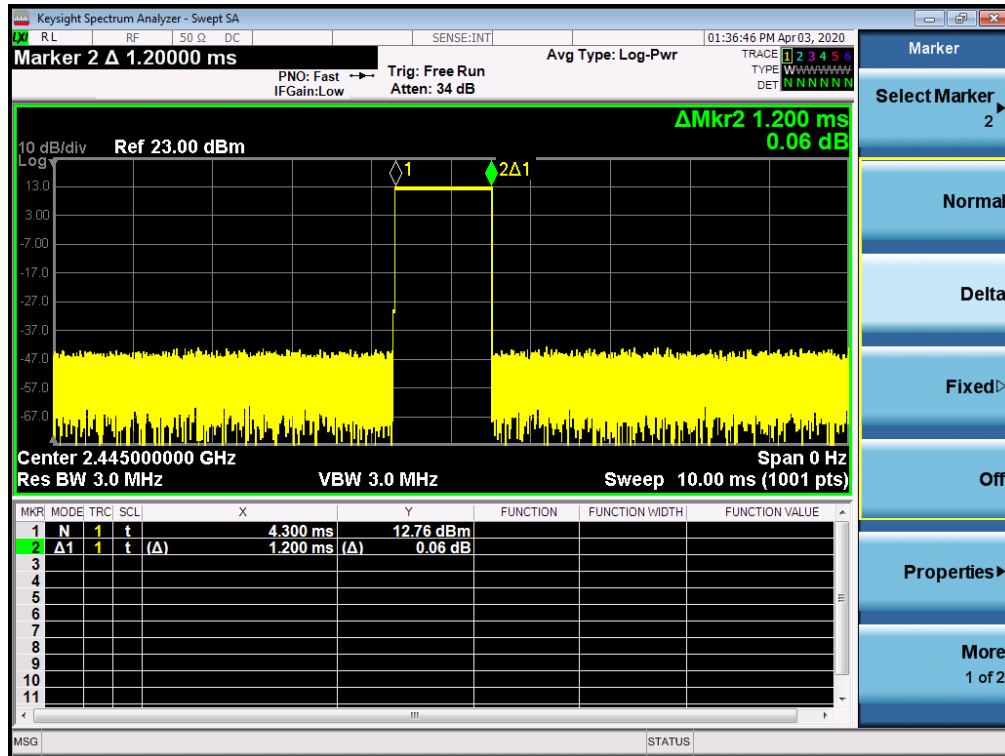 Keysight Spectrum Analyzer - Swept SA
LXI RL RF 50 Ω DC SENSE:INT 01:36:46 PM Apr 03, 2020
Marker 2 Δ 1.20000 ms
PNO: Fast
IFGain:Low
Trig: Free Run
Atten: 34 dB
Avg Type: Log-Pwr
TRACE 1 2 3 4 5 6
TYPE WWWWWW
DET N N N N N N
ΔMkr2 1.200 ms
0.06 dB
10 dB/div Ref 23.00 dBm
Log
1
2Δ1
13.0
3.00
-7.00
-17.0
-27.0
-37.0
-47.0
-57.0
-67.0
Center 2.445000000 GHz Span 0 Hz
Res BW 3.0 MHz VBW 3.0 MHz Sweep 10.00 ms (1001 pts)
MKR MODE TRC SCL X Y FUNCTION FUNCTION WIDTH FUNCTION VALUE
1 N 1 t 4.300 ms 12.76 dBm
2 Δ1 1 t (Δ) 1.200 ms (Δ) 0.06 dB
3
4
5
6
7
8
9
10
11
MSG STATUS
Marker
Select Marker
2
Normal
Delta
Fixed
Off
Properties
More
1 of 2